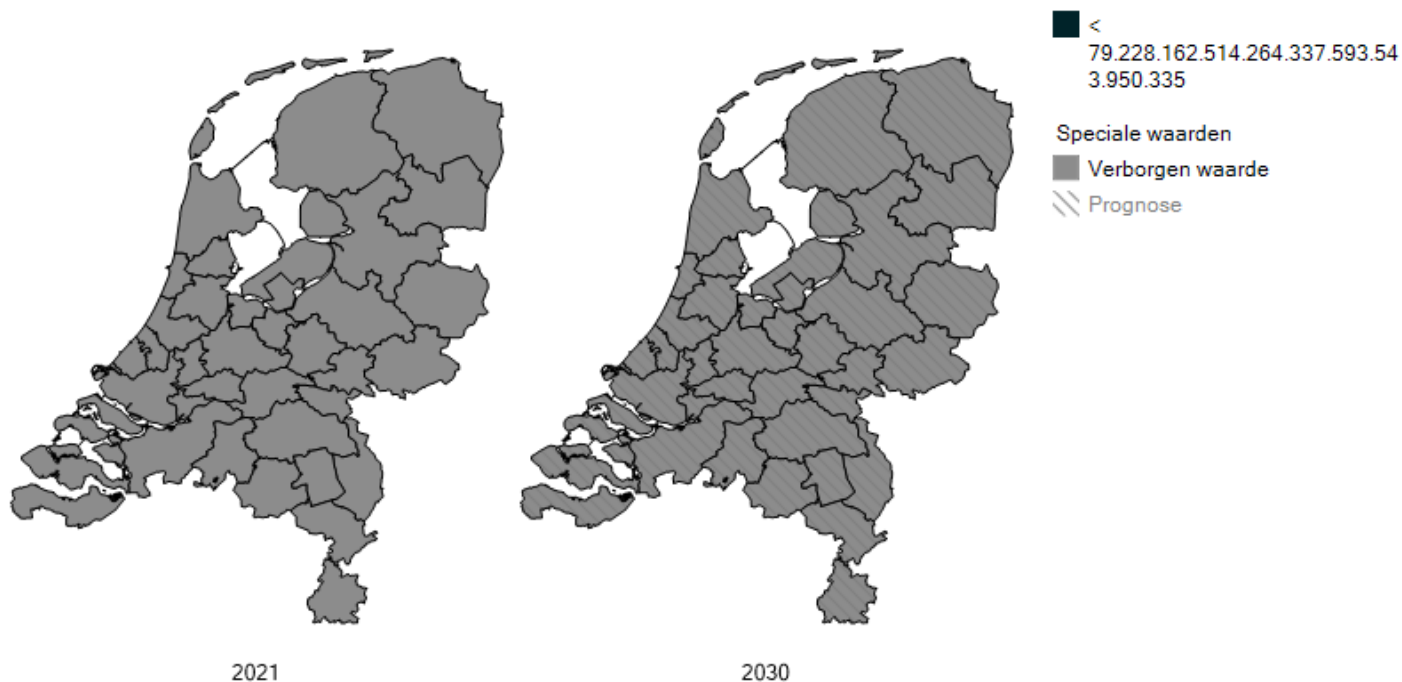 <
79.228.162.514.264.337.593.54
3.950.335
Speciale waarden
Verborgen waarde
Prognose
2021
2030